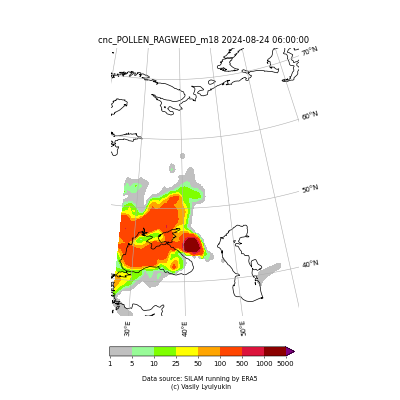 cnc_POLLEN_RAGWEED_m18 2024-08-24 06:00:00
70°N
60°N
50°N
40°N
30°E
40°E
50°E
1 5 10 25 50 100 500 1000 5000
Data source: SILAM running by ERA5
(c) Vasily Lyulyukin